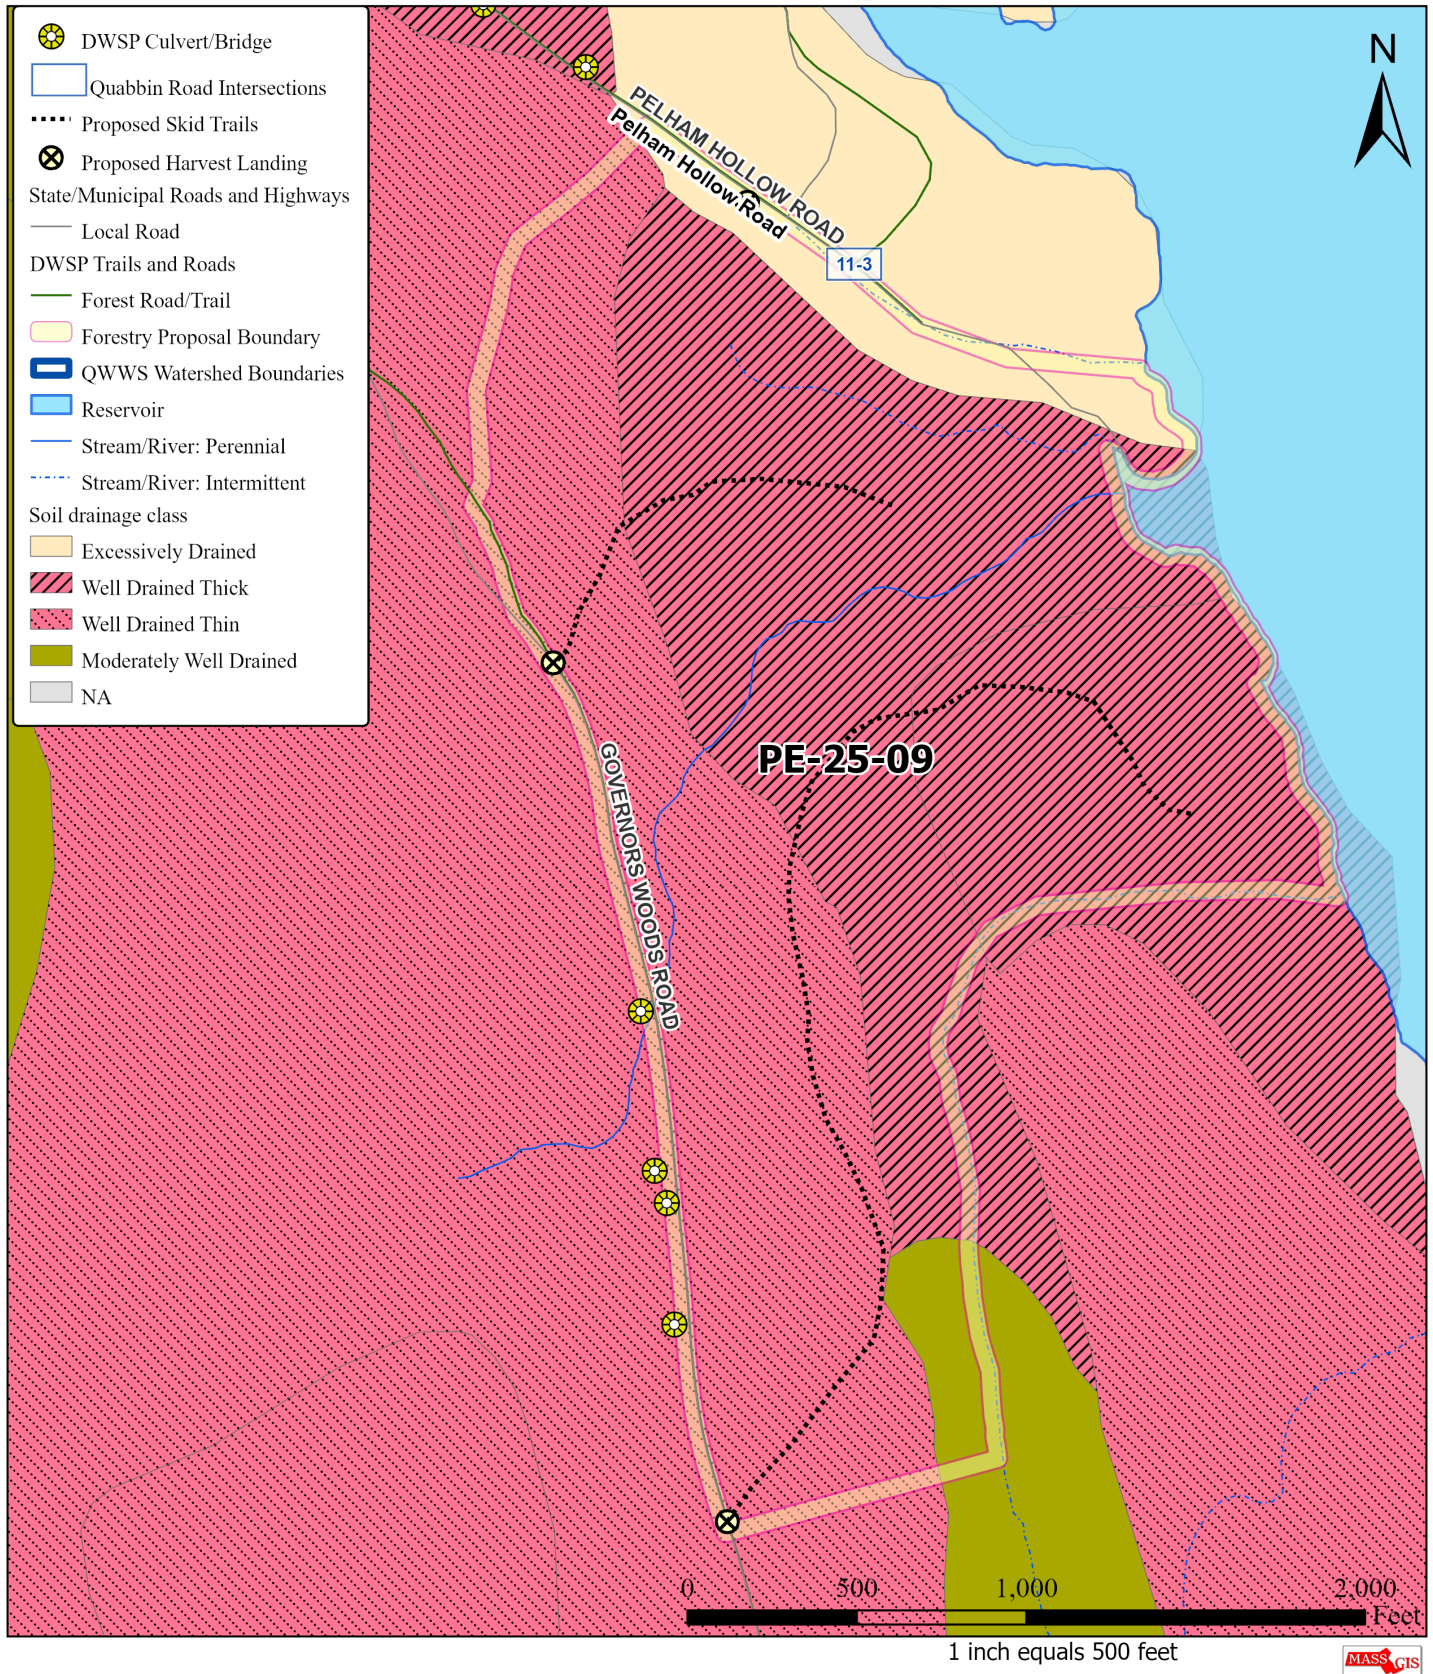 DWSP Culvert/Bridge
Quabbin Road Intersections
Proposed Skid Trails
Proposed Harvest Landing
State/Municipal Roads and Highways
Local Road
DWSP Trails and Roads
Forest Road/Trail
Forestry Proposal Boundary
QWWS Watershed Boundaries
Reservoir
Stream/River: Perennial
Stream/River: Intermittent
Soil drainage class
Excessively Drained
Well Drained Thick
Well Drained Thin
Moderately Well Drained
NA
N
PELHAM HOLLOW ROAD
Pelham Hollow Road
11-3
PE-25-09
GOVERNORS WOODS ROAD
0 500 1,000 2,000
Feet
1 inch equals 500 feet
MASS GIS